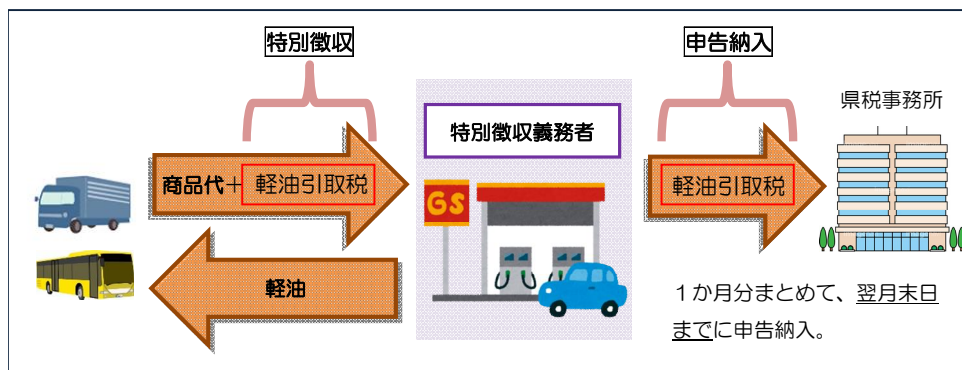 特別徴収
申告納入
県税事務所
特別徴収義務者
商品代+軽油引取税
軽油引取税
GS
軽油
１か月分まとめて、翌月末日
までに申告納入。